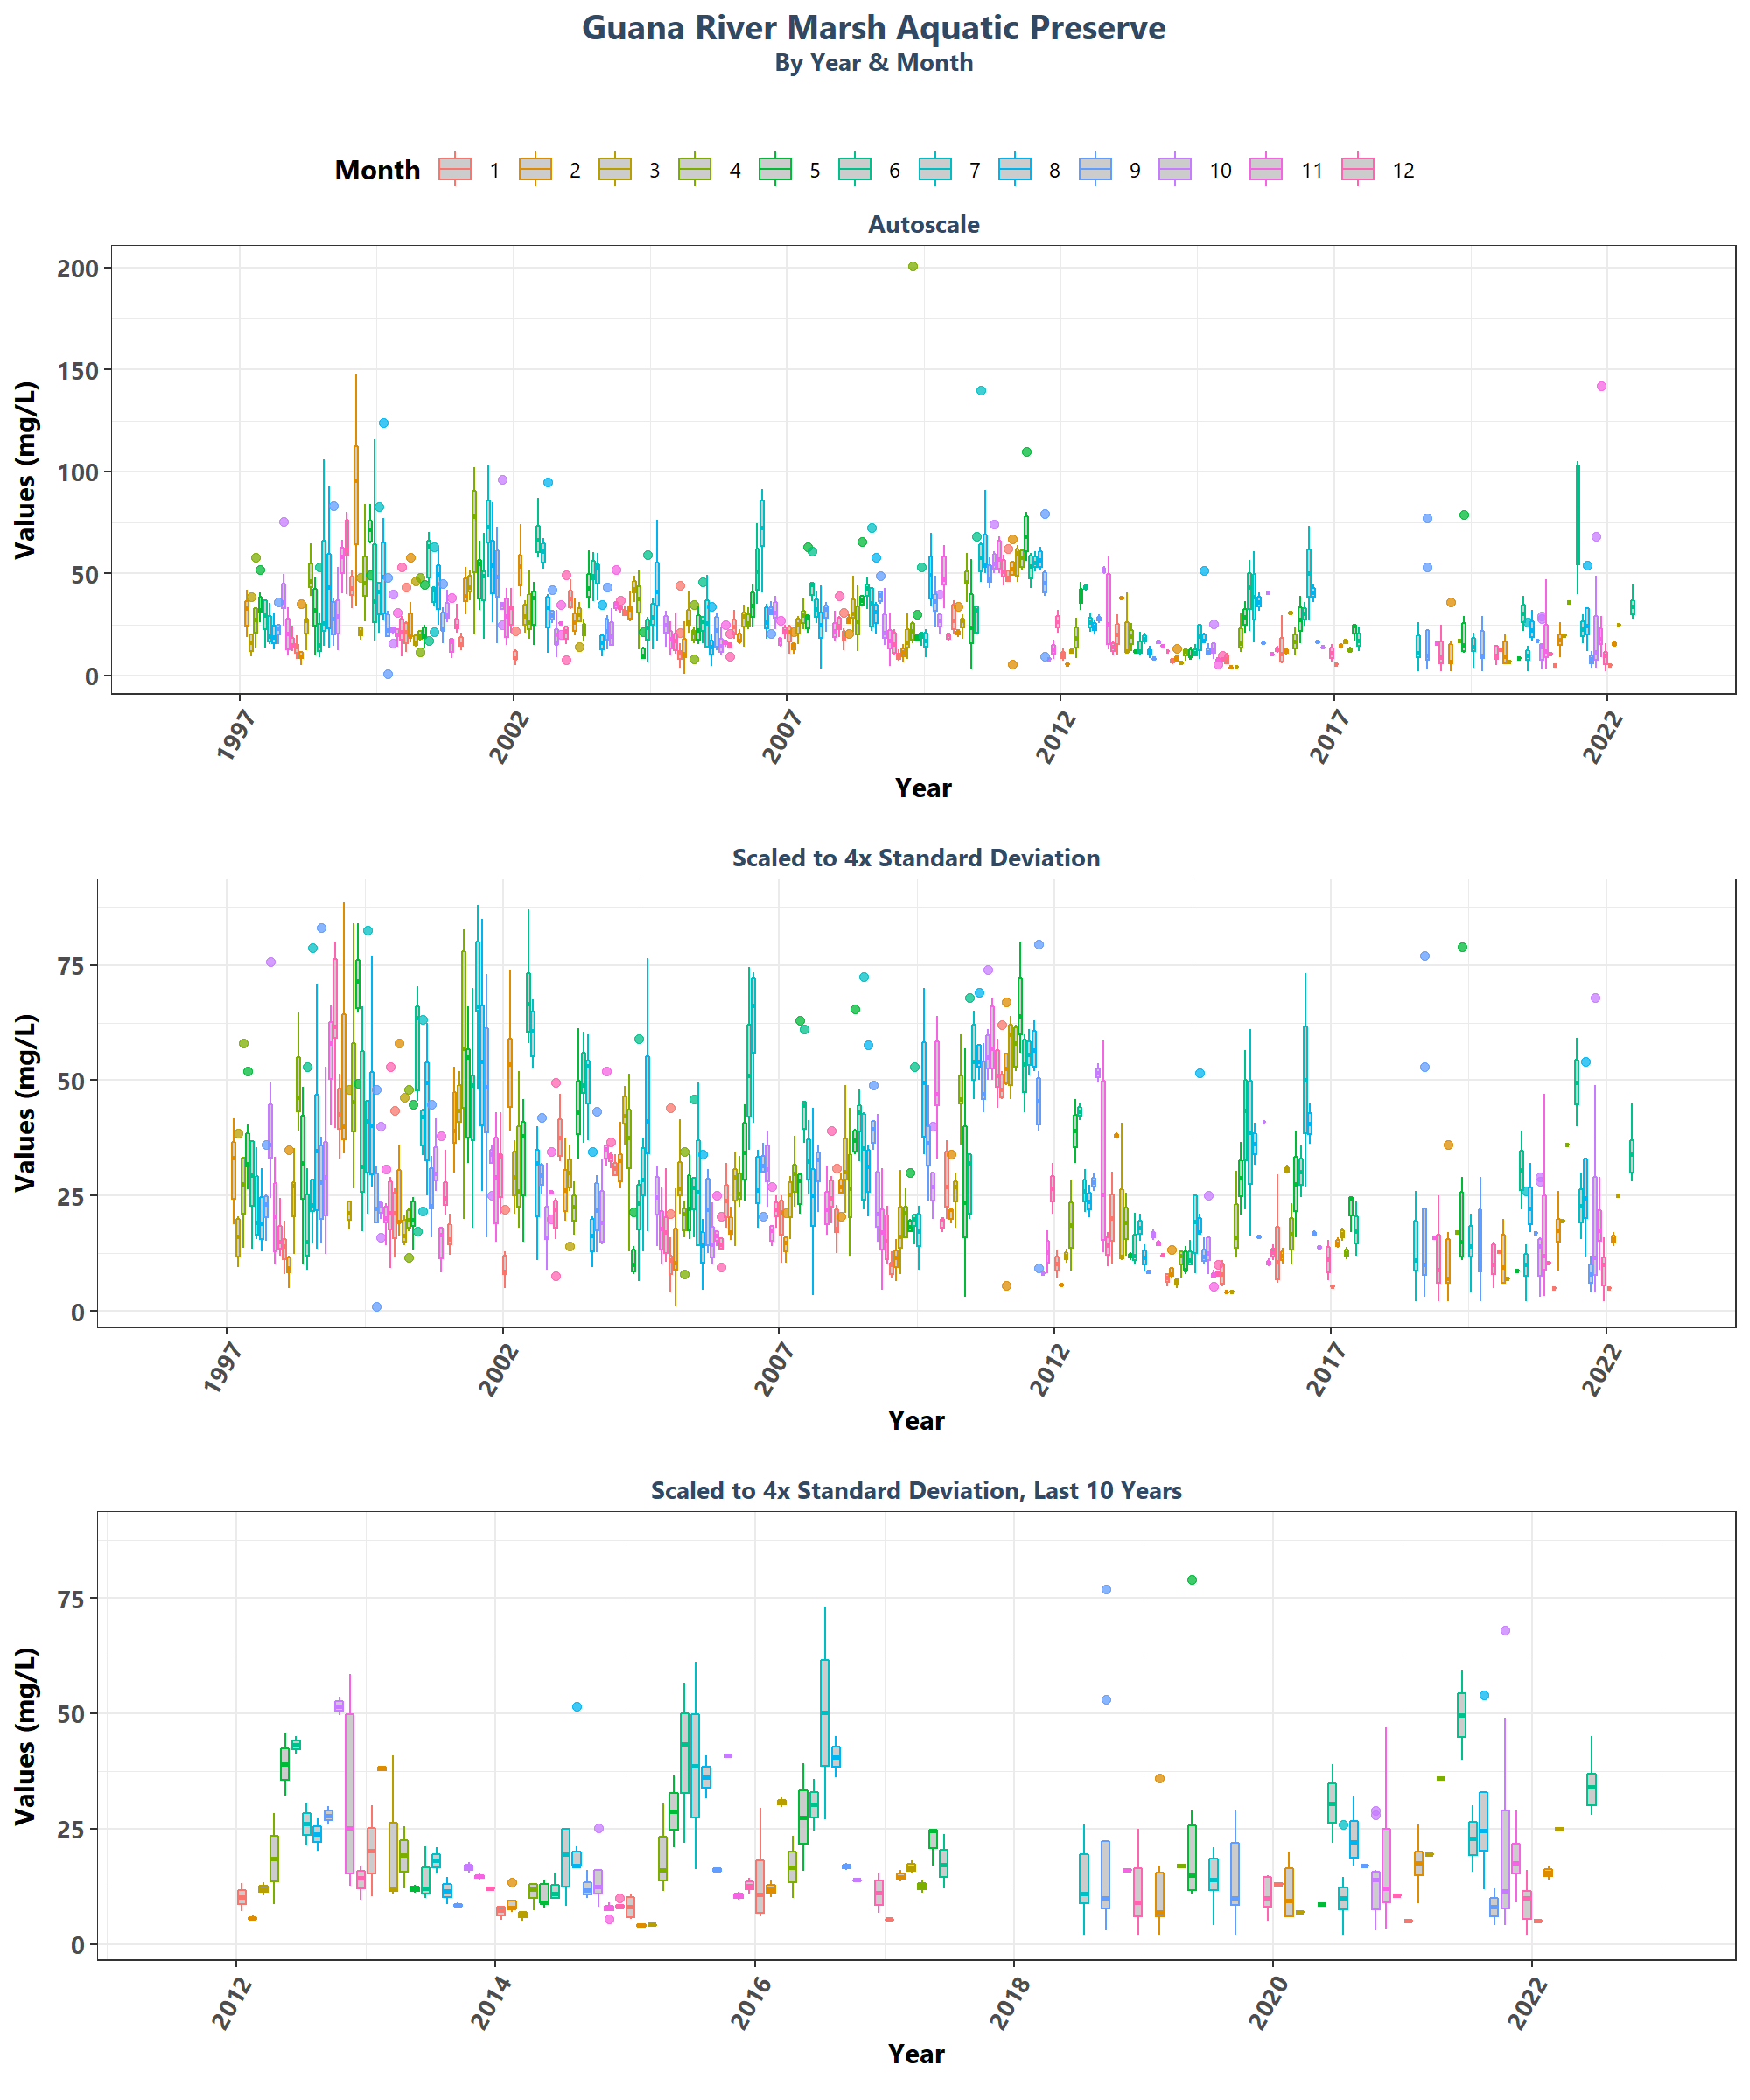 Guana River Marsh Aquatic Preserve
By Year & Month
Month 1 2 3 4 5 6 7 8 9 10 11 12
Autoscale
Values (mg/L)
200
150
100
50
0
1997 2002 2007 2012 2017 2022
Year
Scaled to 4x Standard Deviation
Values (mg/L)
75
50
25
0
1997 2002 2007 2012 2017 2022
Year
Scaled to 4x Standard Deviation, Last 10 Years
Values (mg/L)
75
50
25
0
2012 2014 2016 2018 2020 2022
Year